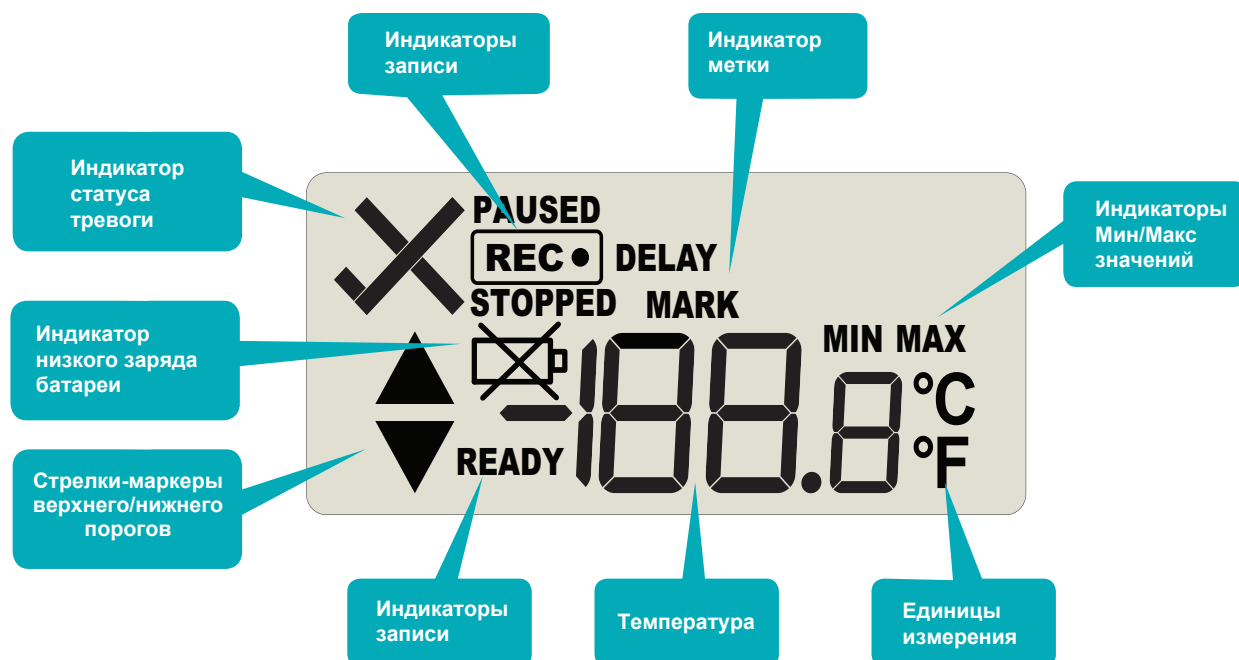 Индикаторы
записи
Индикатор
метки
Индикатор
статуса
тревоги
PAUSED
REC
DELAY
STOPPED
MARK
Индикаторы
Мин/Макс
значений
Индикатор
низкого заряда
батареи
MIN MAX
-188.8
°C
°F
READY
Стрелки-маркеры
верхнего/нижнего
порогов
Индикаторы
записи
Температура
Единицы
измерения